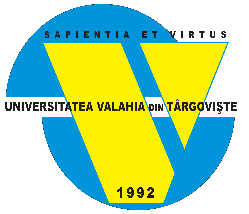 SAPIENTIA ET VIRTUS
UNIVERSITATEA VALAHIA DIN TÂRGOVIŞTE
1992